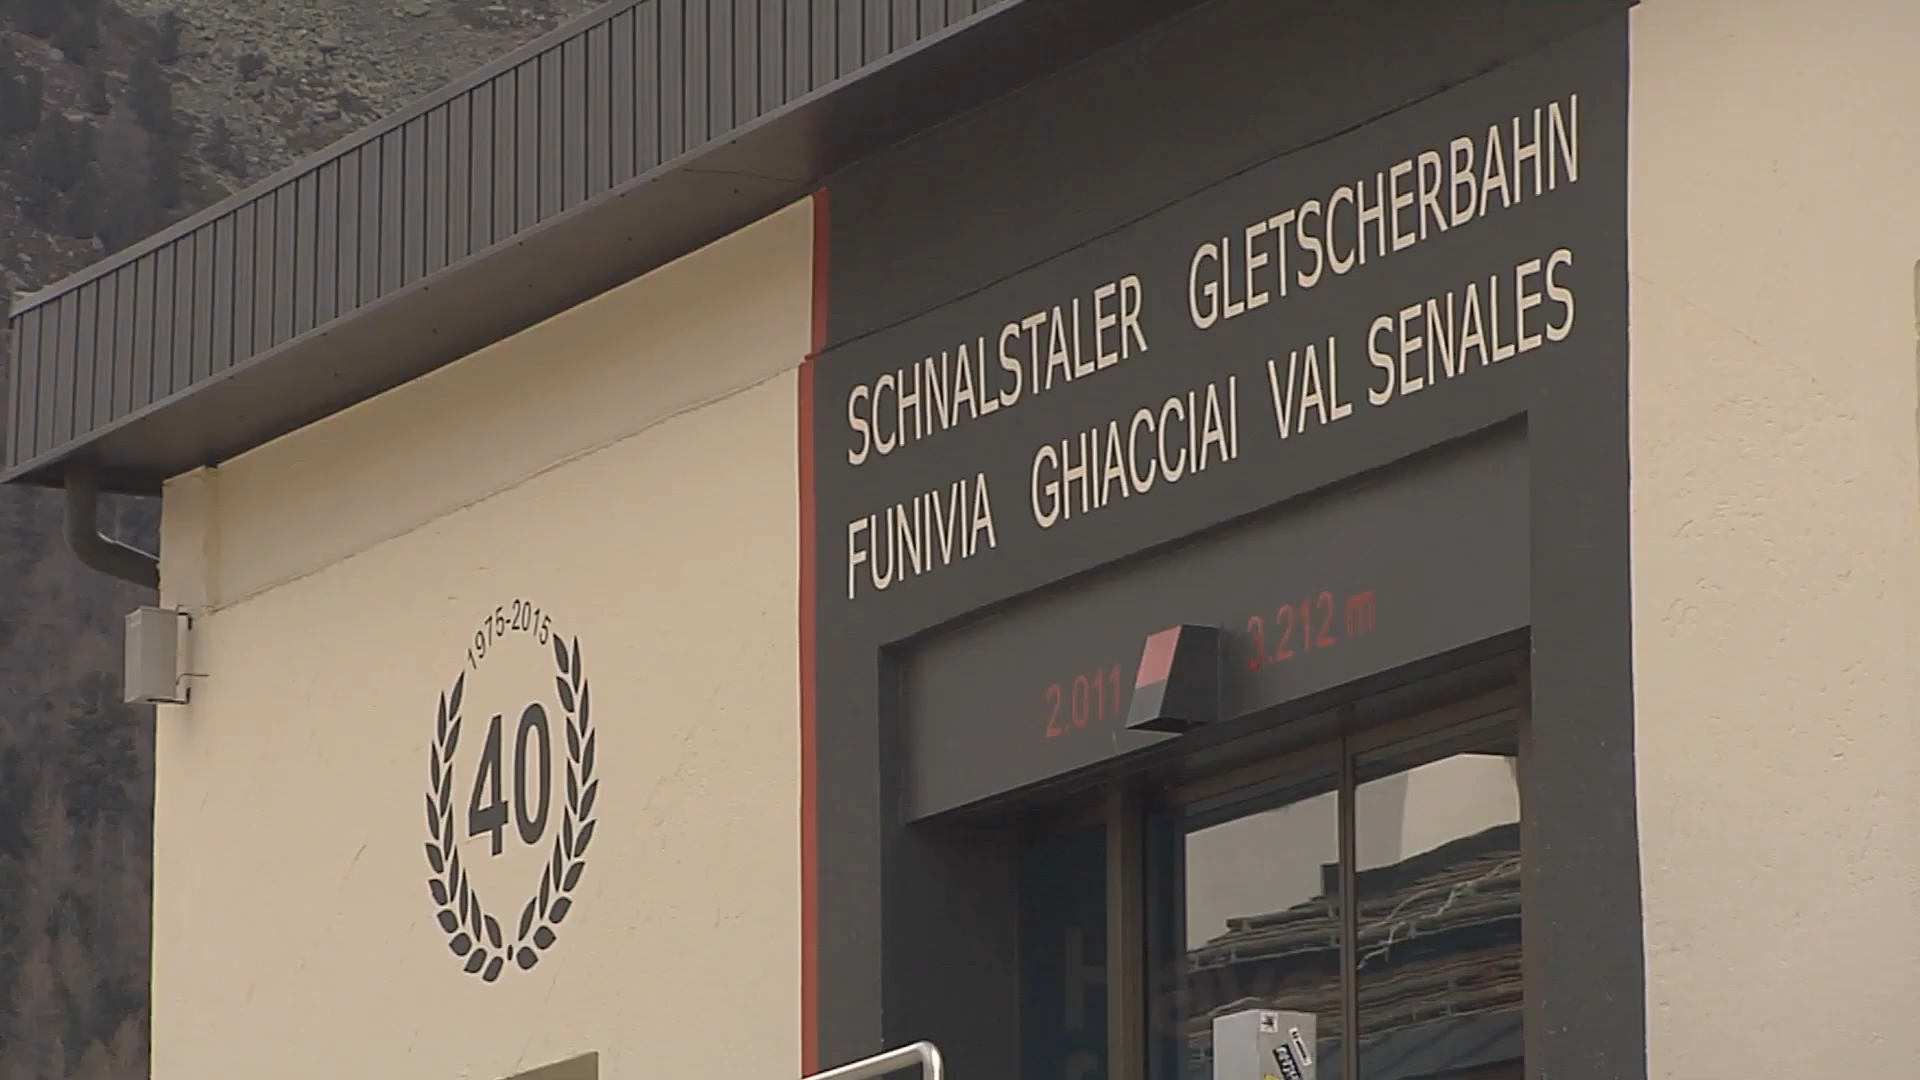 SCHNALSTALER GLETSCHERBAHN
FUNIVIA GHIACCIAI VAL SENALES
2.011 3.212 m
1975-2015
40